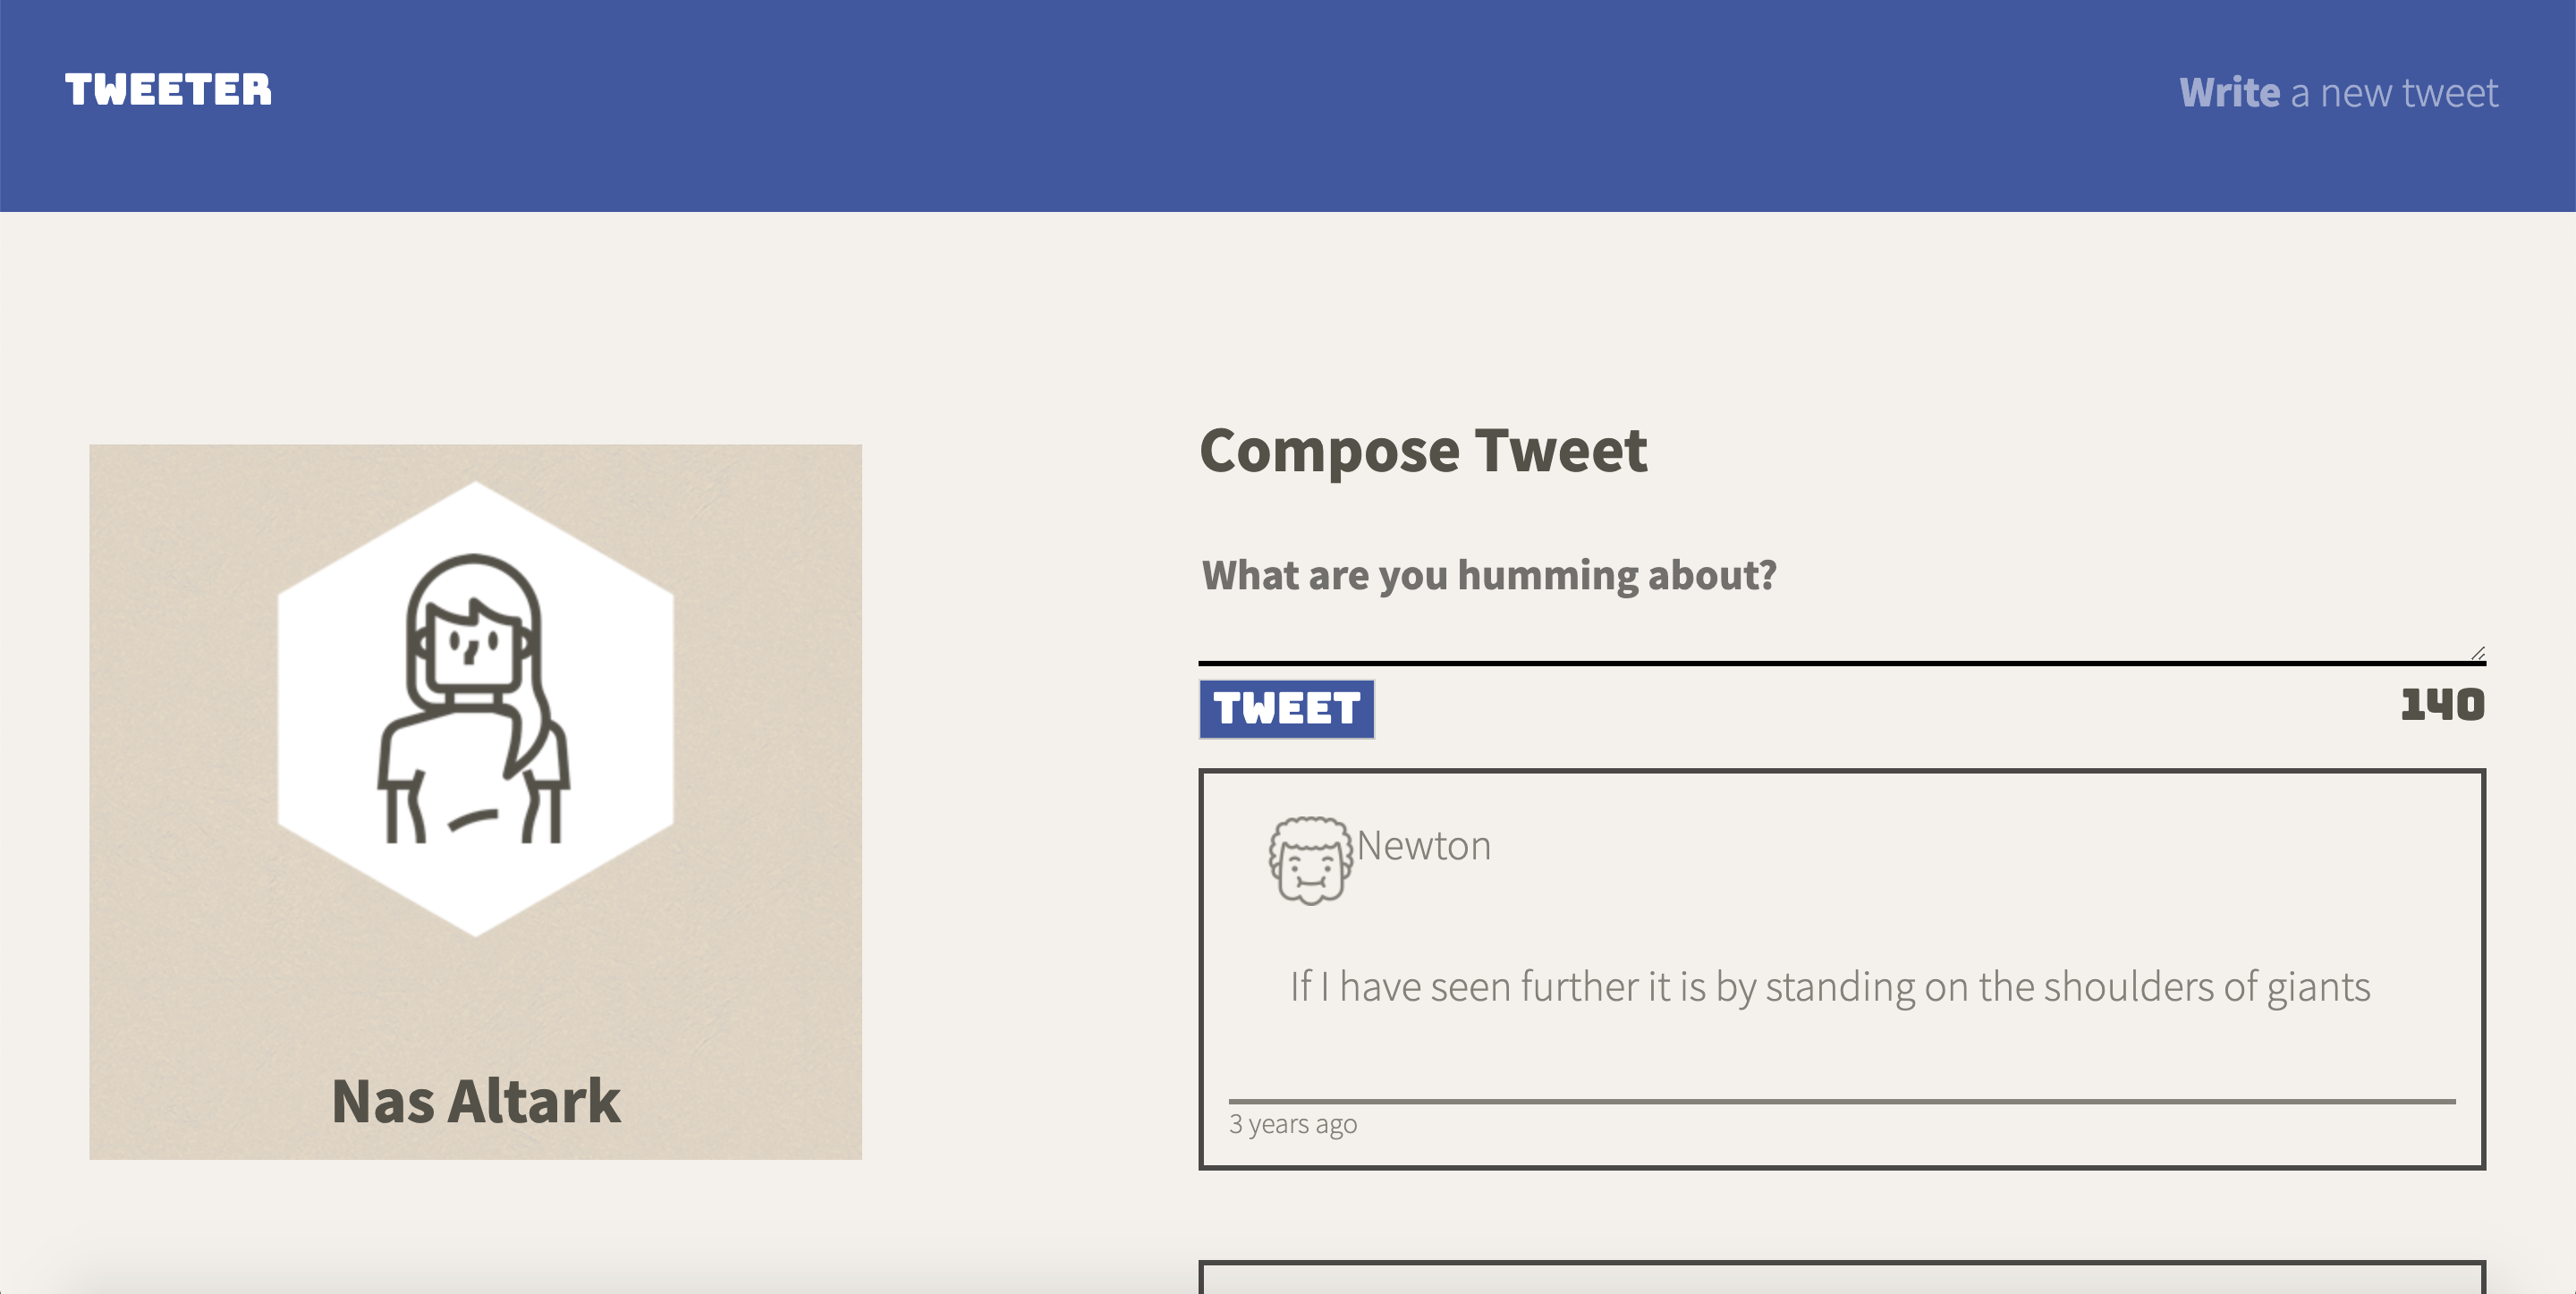 TWEETER
Write a new tweet
Nas Altark
Compose Tweet
What are you humming about?
TWEET
140
Newton
If I have seen further it is by standing on the shoulders of giants
3 years ago